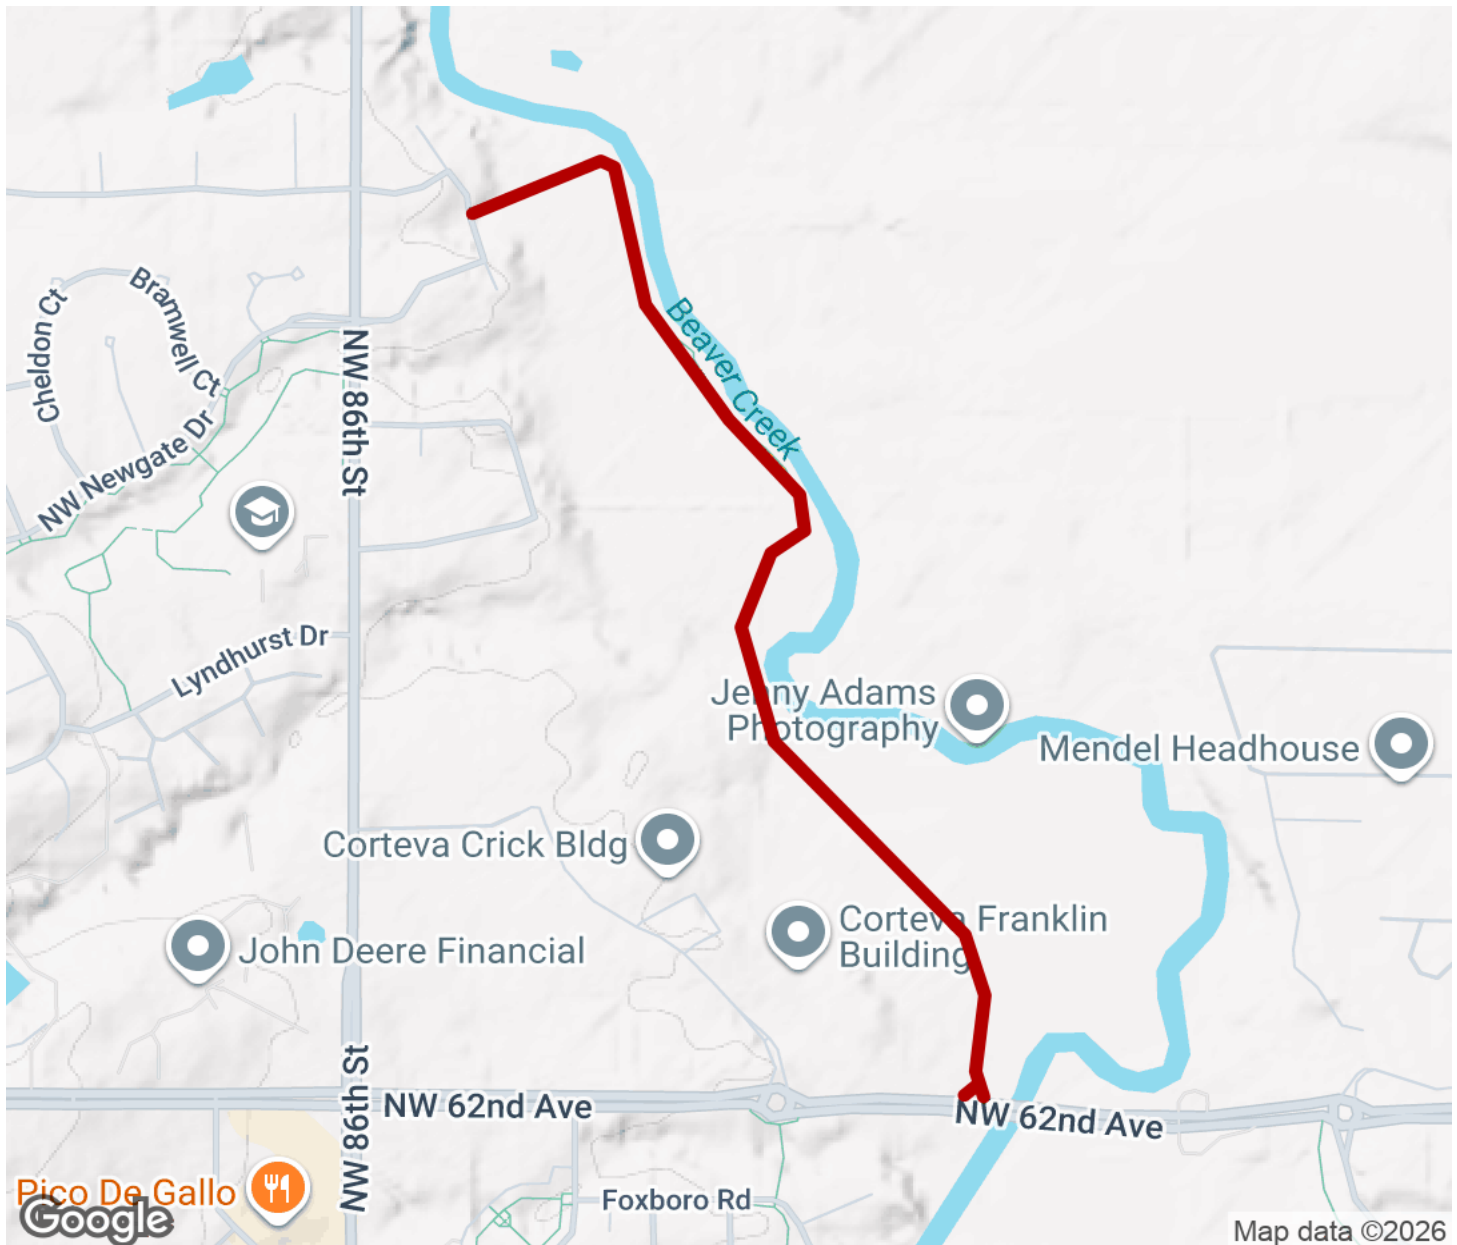 Cheldon Ct
Bramwell Ct
NW Newgate Dr
NW 86th St
Beaver Creek
Lyndhurst Dr
Jenny Adams
Photography
Mendel Headhouse
Corteva Crick Bldg
Corteva Franklin
Building
John Deere Financial
NW 86th St
NW 62nd Ave
NW 62nd Ave
Pico De Gallo
Foxboro Rd
Google
Map data ©2026